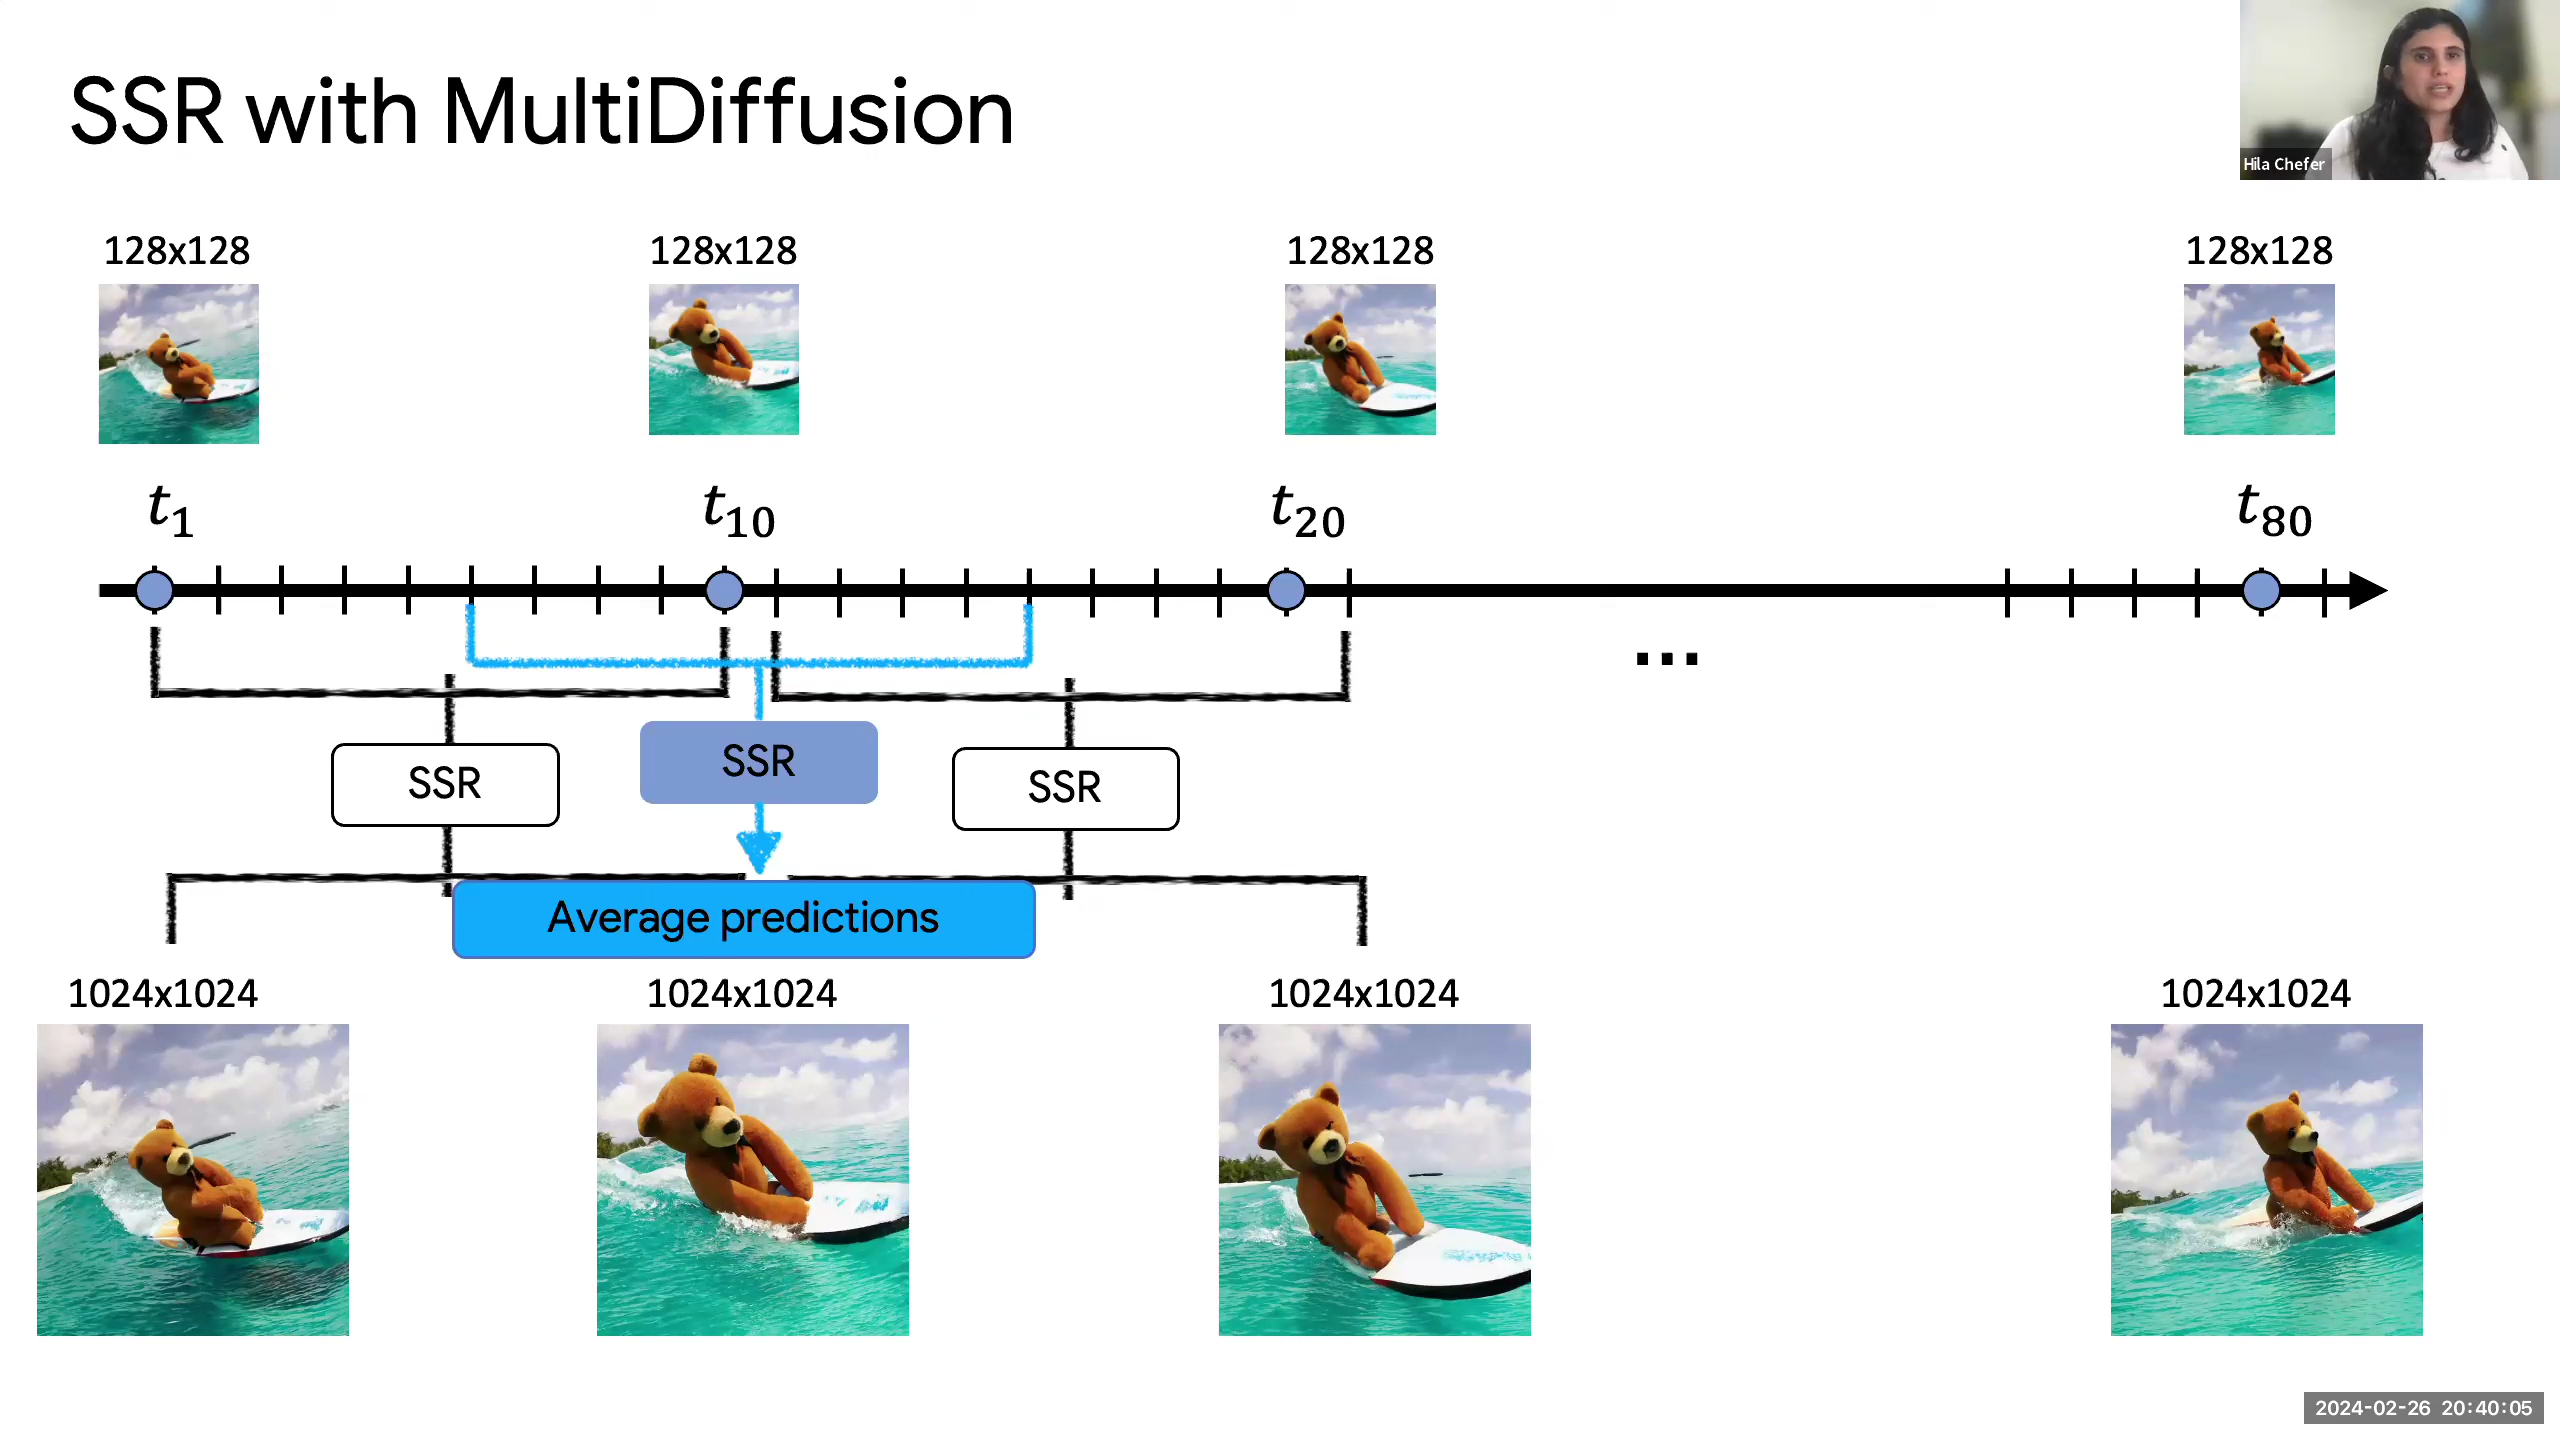 SSR with MultiDiffusion
Hila Chefer
128x128
128x128
128x128
128x128
t1
t10
t20
t80
...
SSR
SSR
SSR
Average predictions
1024x1024
1024x1024
1024x1024
1024x1024
2024-02-26 20:40:05